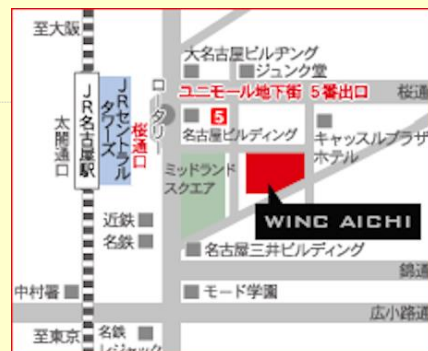 至大阪
大名古屋ビルヂング
ジュンク堂
ユニモール地下街 5番出口
桜通
ロータリー
JRセントラルタワーズ
JR名古屋駅
太閤通口
桜通口
5
名古屋ビルディング
キャッスルプラザ
ホテル
ミッドランド
スクエア
WINC AICHI
近鉄
名鉄
名古屋三井ビルディング
錦通
中村署
モード学園
広小路通
至東京
名鉄
レジャック